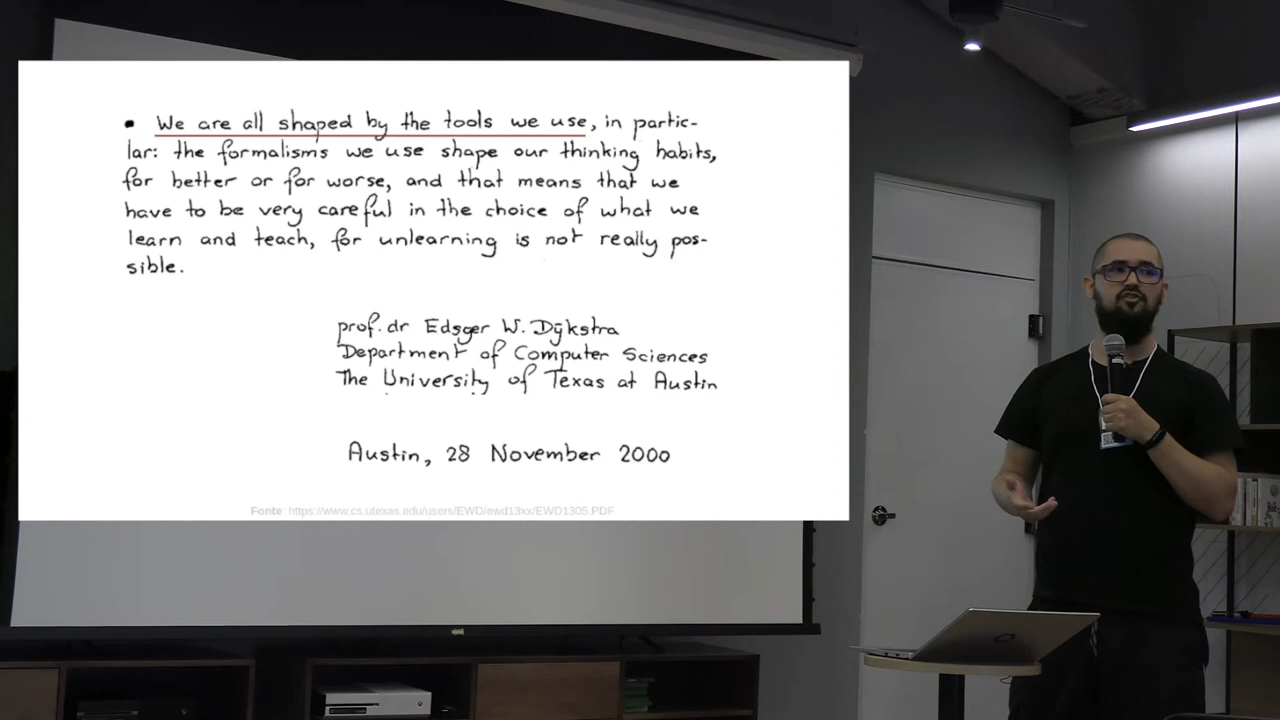 • We are all shaped by the tools we use, in partic-
lar: the formalisms we use shape our thinking habits,
for better or for worse, and that means that we
have to be very careful in the choice of what we
learn and teach, for unlearning is not really pos-
sible.
prof. dr Edsger W. Dijkstra
Department of Computer Sciences
The University of Texas at Austin
Austin, 28 November 2000
Fonte: https://www.cs.utexas.edu/users/EWD/ewd13xx/EWD1305.PDF